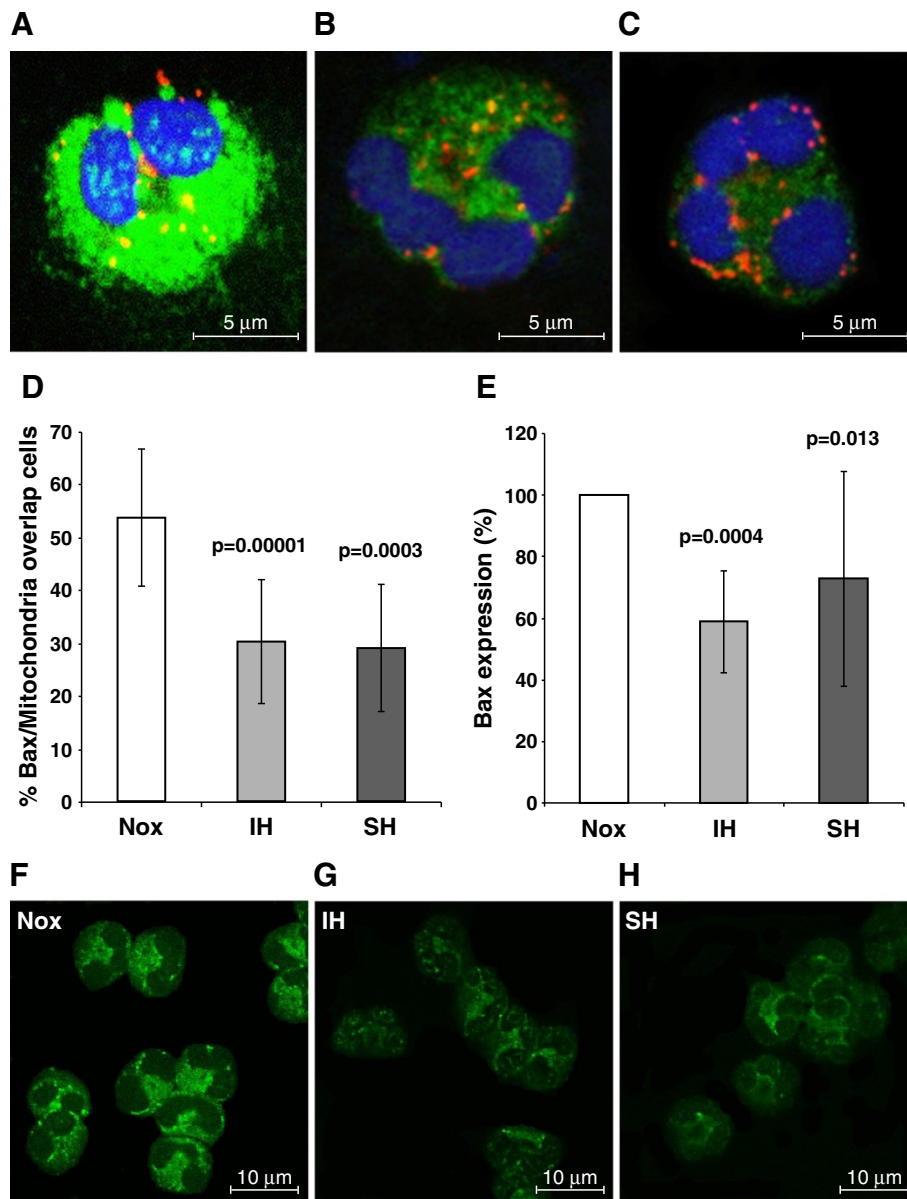 A
B
C
5 μm
5 μm
5 μm
D
E
% Bax/Mitochondria overlap cells
70
60
50
40
30
20
10
0
p=0.00001
p=0.0003
Nox
IH
SH
Bax expression (%)
120
100
80
60
40
20
0
p=0.0004
p=0.013
Nox
IH
SH
F
G
H
Nox
IH
SH
10 μm
10 μm
10 μm